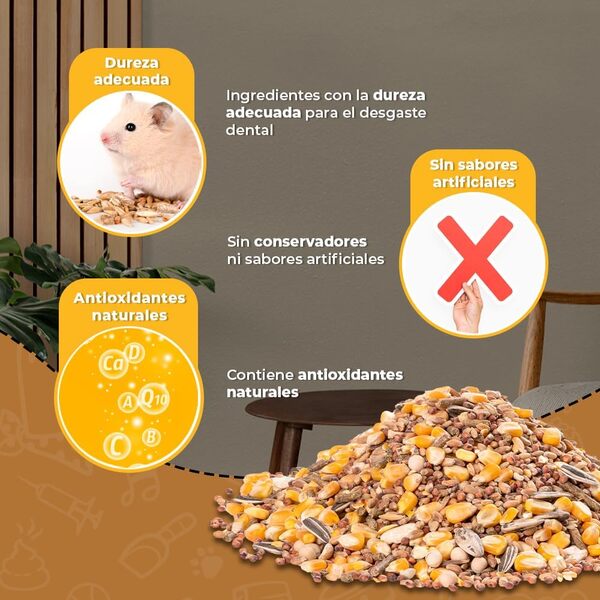 Dureza
adecuada
Ingredientes con la dureza
adecuada para el desgaste
dental
Sin sabores
artificiales
Sin conservadores
ni sabores artificiales
Antioxidantes
naturales
Ca
D
A
Q10
C
B
Contiene antioxidantes
naturales